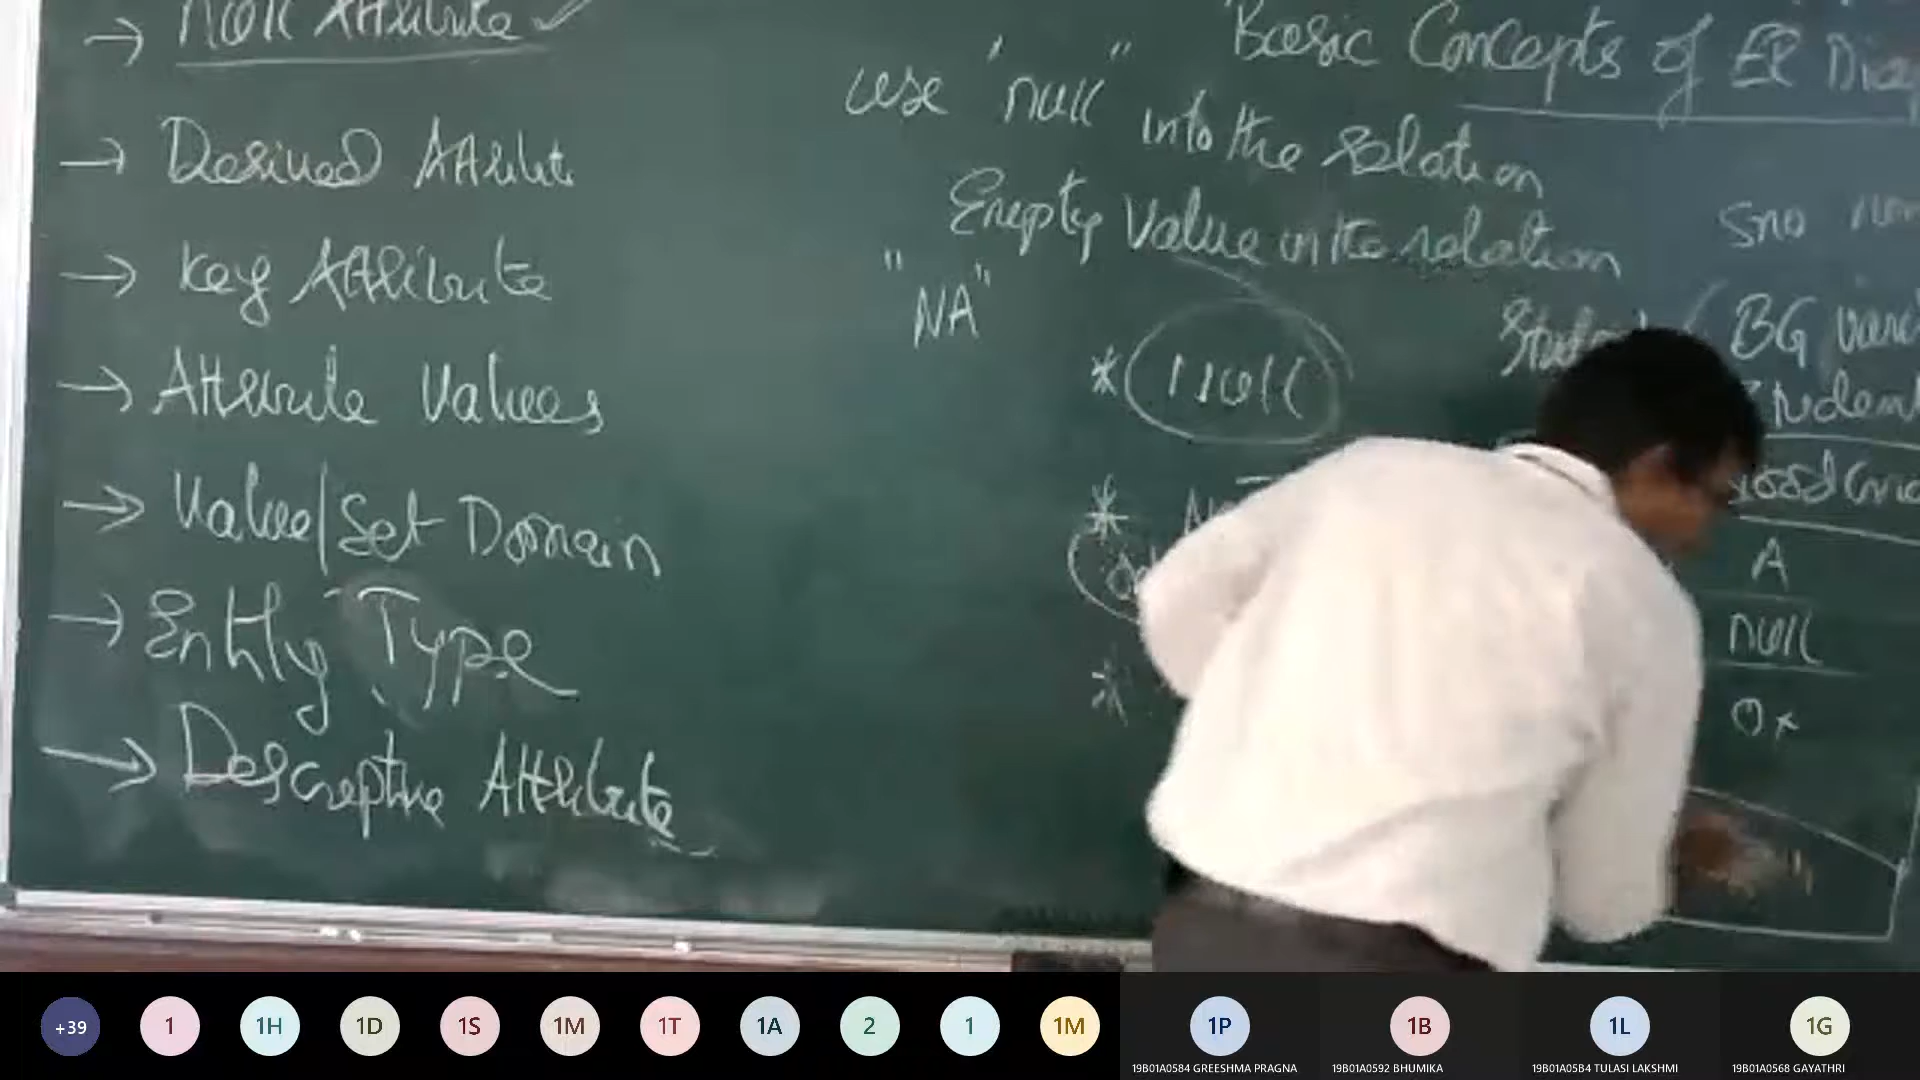 → Null Attribute ✓
→ Derived Attribute
→ Key Attribute
→ Attribute Values
→ Value/Set Domain
→ Entity Type
→ Descriptive Attribute
Basic Concepts of ER
use "null" into the relation
Empty Value in the relation
"NA"
* Null
*
*
Sno
BG
A
null
0x
+39
1
1H
1D
1S
1M
1T
1A
2
1
1M
1P
1B
1L
1G
19B01A0584 GREESHMA PRAGNA
19B01A0592 BHUMIKA
19B01A05B4 TULASI LAKSHMI
19B01A0568 GAYATHRI